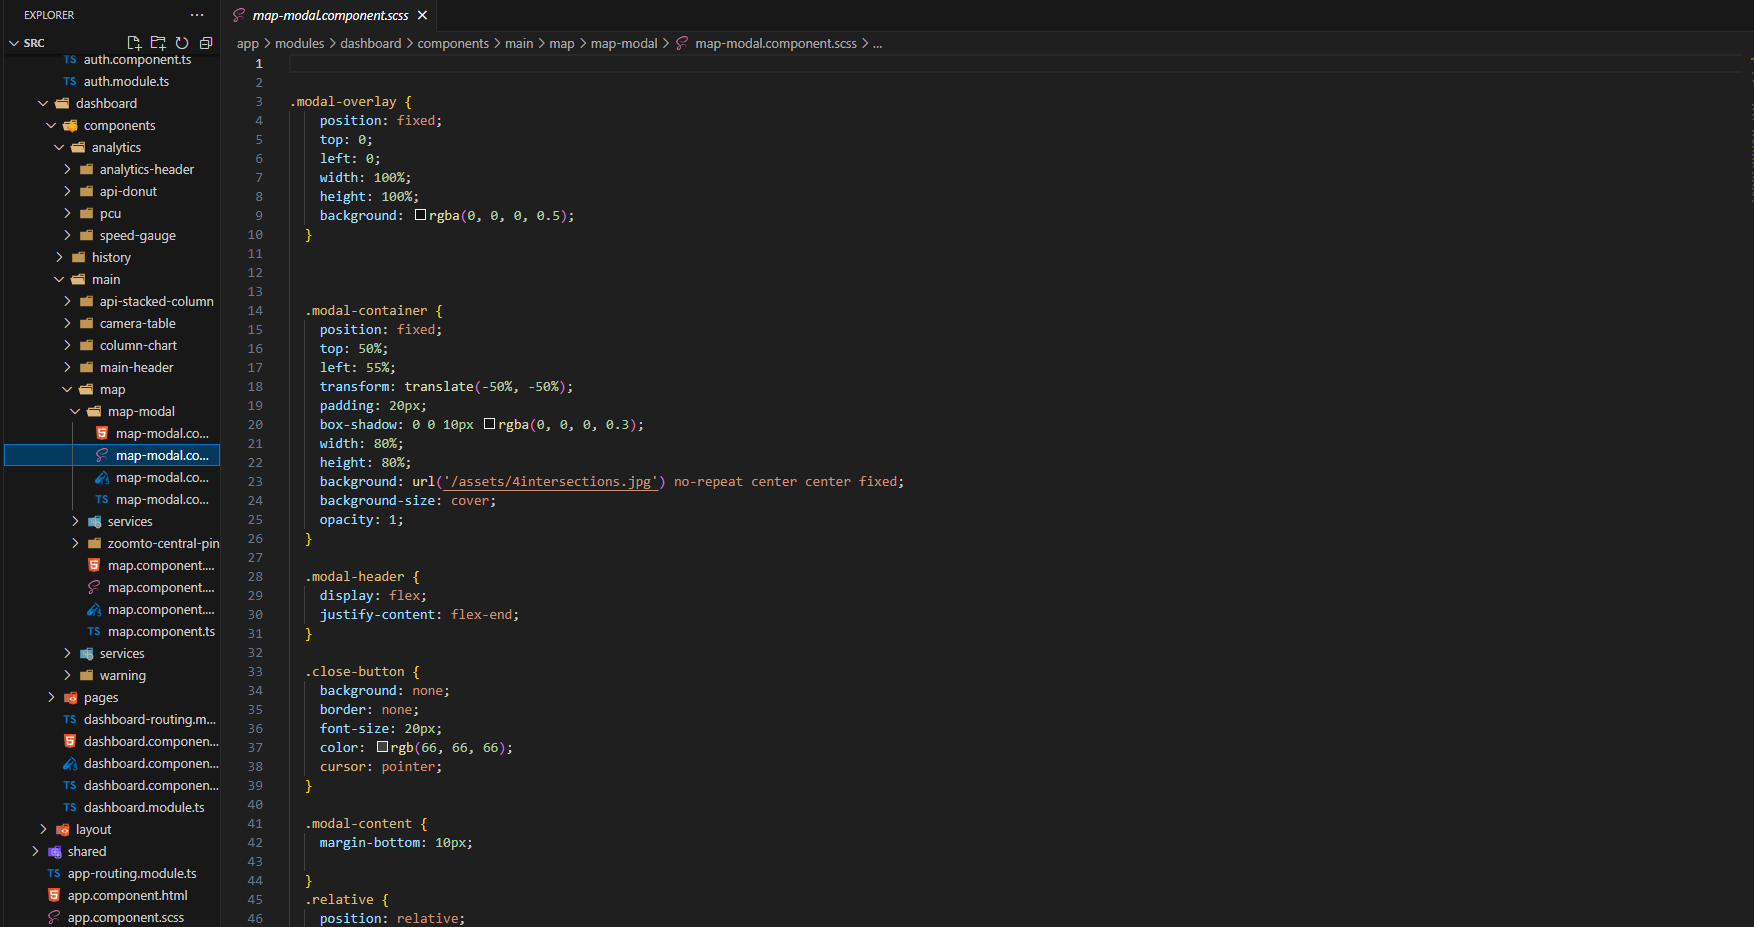 EXPLORER
SRC
TS auth.component.ts
TS auth.module.ts
dashboard
components
analytics
analytics-header
api-donut
pcu
speed-gauge
history
main
api-stacked-column
camera-table
column-chart
main-header
map
map-modal
map-modal.co...
map-modal.co...
map-modal.co...
TS map-modal.co...
services
zoomto-central-pin
map.component....
map.component....
map.component....
TS map.component.ts
services
warning
pages
TS dashboard-routing.m...
dashboard.componen...
dashboard.componen...
TS dashboard.componen...
TS dashboard.module.ts
layout
shared
TS app-routing.module.ts
app.component.html
app.component.scss
map-modal.component.scss
app > modules > dashboard > components > main > map > map-modal > map-modal.component.scss > ...
1
2
3 .modal-overlay {
4 position: fixed;
5 top: 0;
6 left: 0;
7 width: 100%;
8 height: 100%;
9 background: rgba(0, 0, 0, 0.5);
10 }
11
12
13
14 .modal-container {
15 position: fixed;
16 top: 50%;
17 left: 55%;
18 transform: translate(-50%, -50%);
19 padding: 20px;
20 box-shadow: 0 0 10px rgba(0, 0, 0, 0.3);
21 width: 80%;
22 height: 80%;
23 background: url('/assets/4intersections.jpg') no-repeat center center fixed;
24 background-size: cover;
25 opacity: 1;
26 }
27
28 .modal-header {
29 display: flex;
30 justify-content: flex-end;
31 }
32
33 .close-button {
34 background: none;
35 border: none;
36 font-size: 20px;
37 color: rgb(66, 66, 66);
38 cursor: pointer;
39 }
40
41 .modal-content {
42 margin-bottom: 10px;
43
44 }
45 .relative {
46 position: relative;